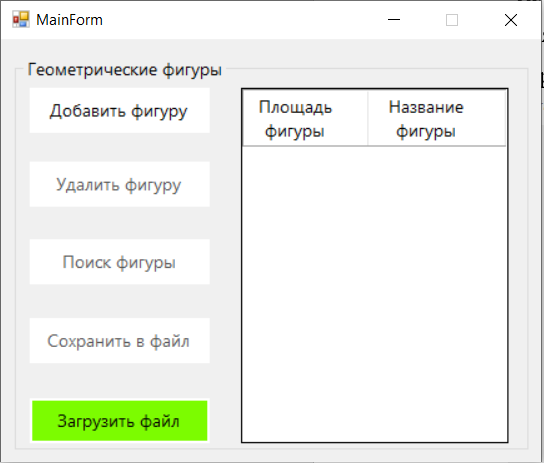 MainForm
Геометрические фигуры
Добавить фигуру
Удалить фигуру
Поиск фигуры
Сохранить в файл
Загрузить файл
Площадь
фигуры
Название
фигуры